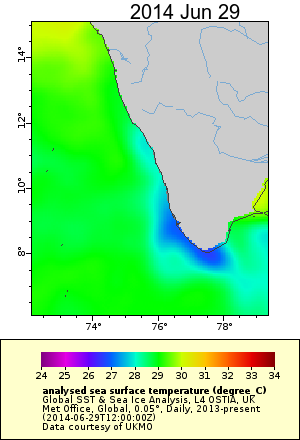 2014 Jun 29
14°
12°
10°
8°
74° 76° 78°
24 25 26 27 28 29 30 31 32 33 34
analysed sea surface temperature (degree_C)
Global SST & Sea Ice Analysis, L4 OSTIA, UK
Met Office, Global, 0.05°, Daily, 2013-present
(2014-06-29T12:00:00Z)
Data courtesy of UKMO